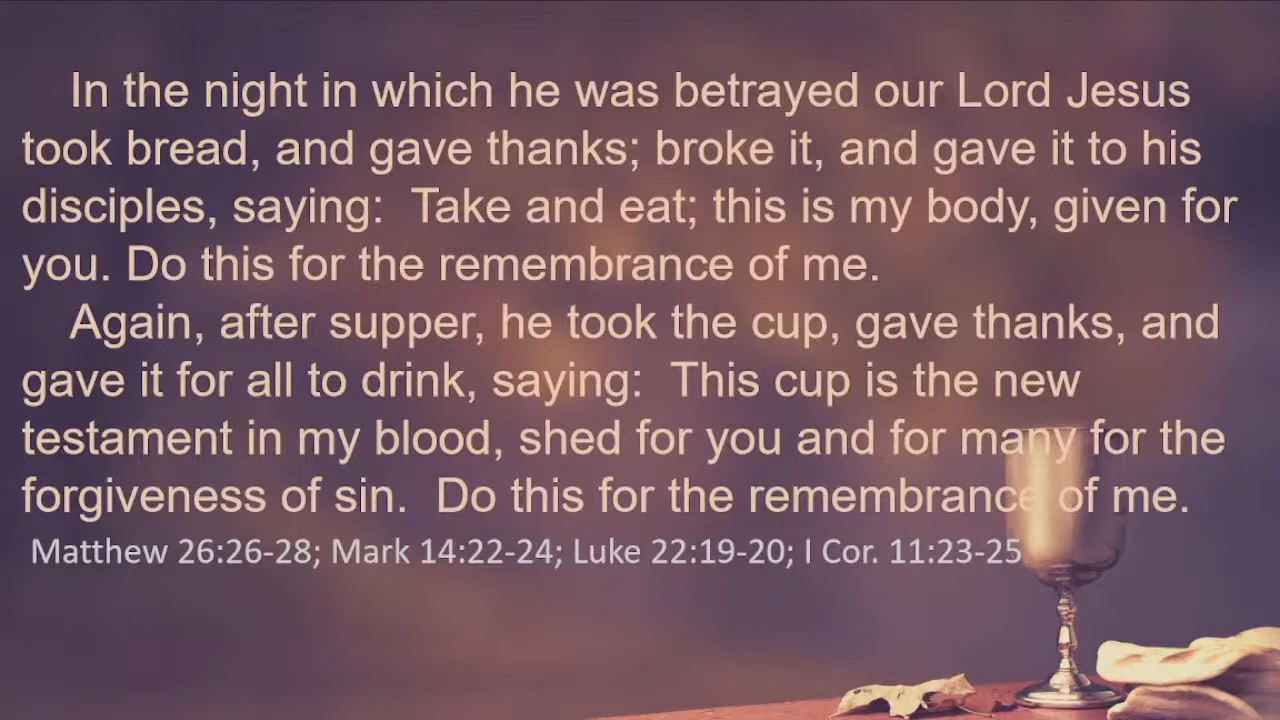 In the night in which he was betrayed our Lord Jesus
took bread, and gave thanks; broke it, and gave it to his
disciples, saying:  Take and eat; this is my body, given for
you. Do this for the remembrance of me.
Again, after supper, he took the cup, gave thanks, and
gave it for all to drink, saying:  This cup is the new
testament in my blood, shed for you and for many for the
forgiveness of sin.  Do this for the remembrance of me.
Matthew 26:26-28; Mark 14:22-24; Luke 22:19-20; I Cor. 11:23-25